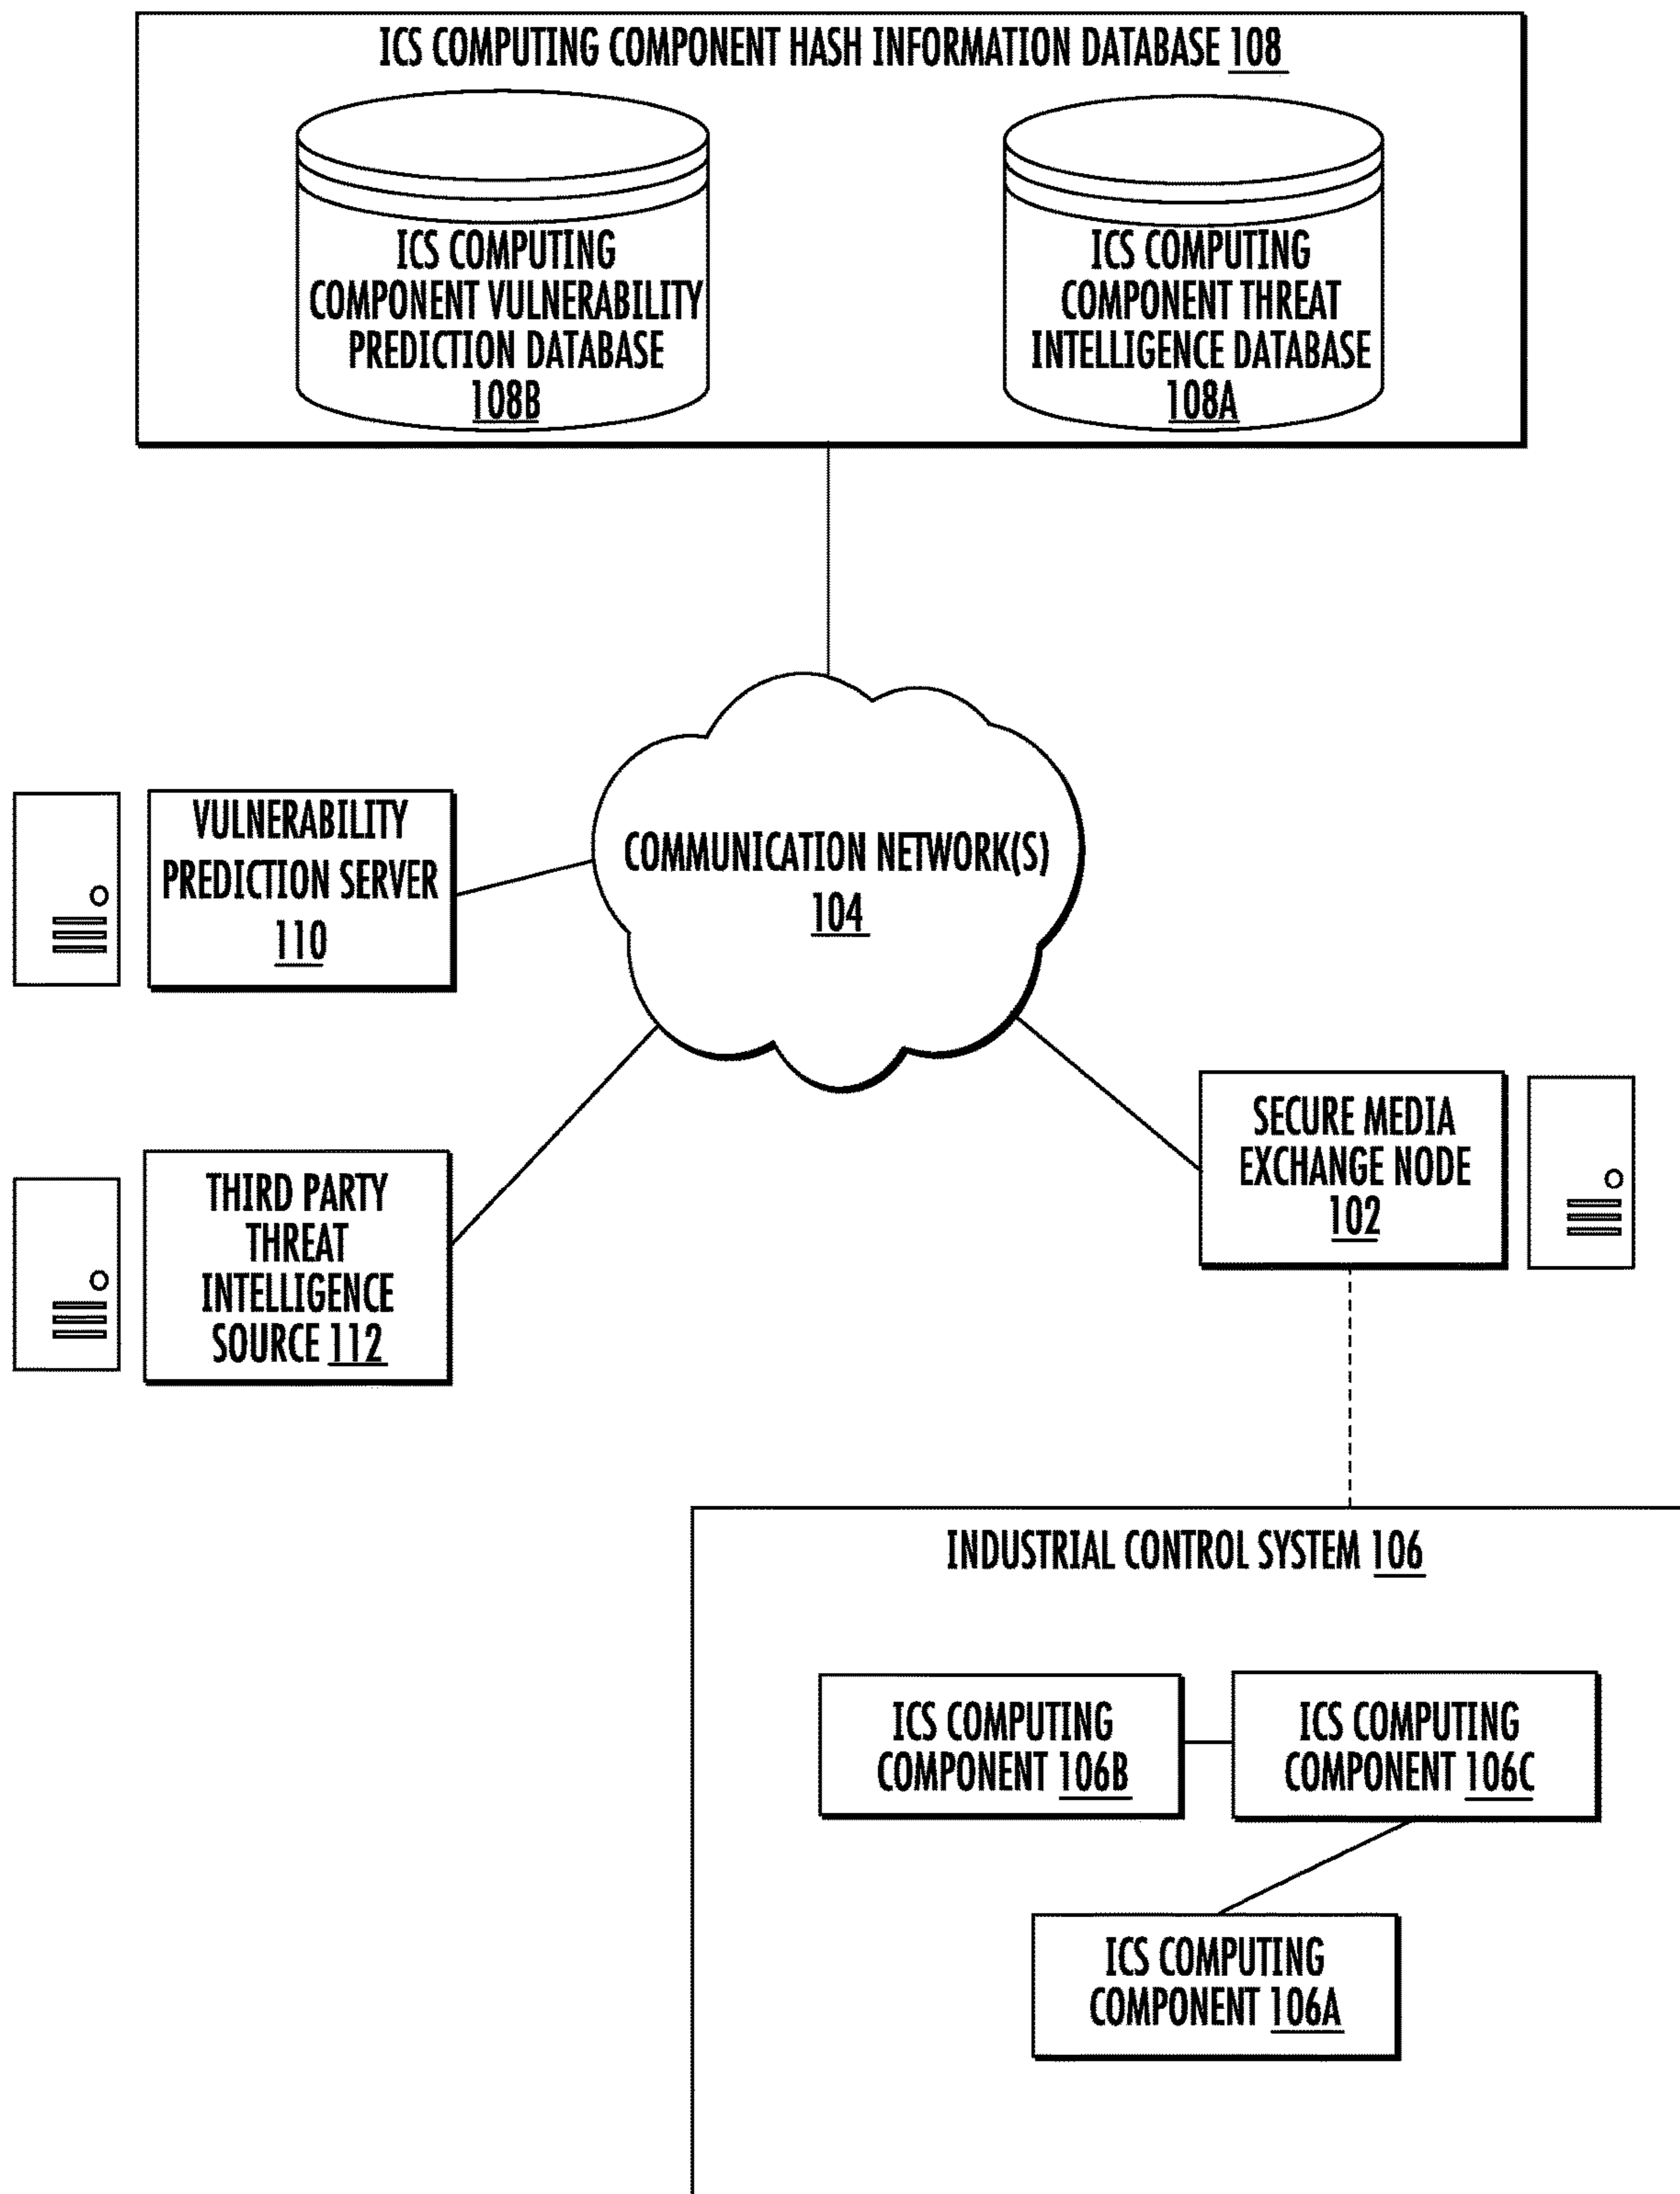 ICS COMPUTING COMPONENT HASH INFORMATION DATABASE 108
ICS COMPUTING
COMPONENT VULNERABILITY
PREDICTION DATABASE
108B
ICS COMPUTING
COMPONENT THREAT
INTELLIGENCE DATABASE
108A
VULNERABILITY
PREDICTION SERVER
110
COMMUNICATION NETWORK(S)
104
THIRD PARTY
THREAT
INTELLIGENCE
SOURCE 112
SECURE MEDIA
EXCHANGE NODE
102
INDUSTRIAL CONTROL SYSTEM 106
ICS COMPUTING
COMPONENT 106B
ICS COMPUTING
COMPONENT 106C
ICS COMPUTING
COMPONENT 106A